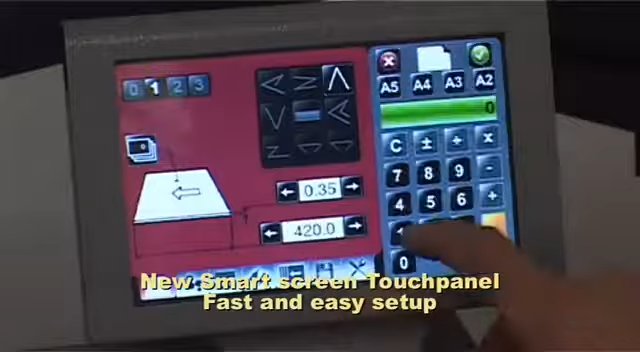 0 1 2 3
A5 A4 A3 A2
0
C ± ÷ x
7 8 9 -
4 5 6 +
0
0.35
420.0
New Smart screen Touchpanel
Fast and easy setup